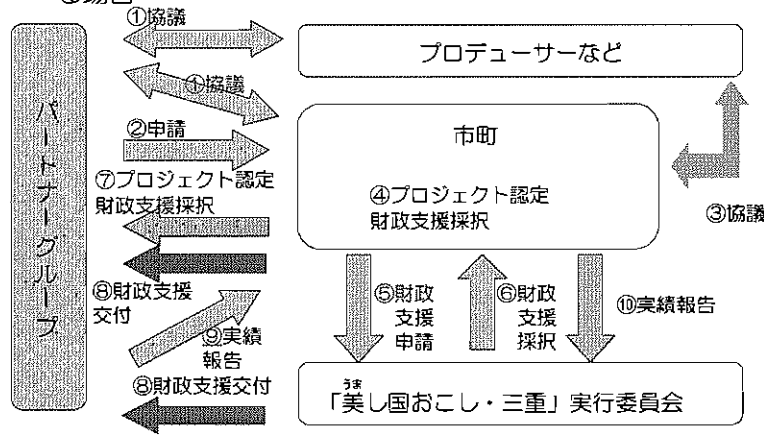 ①協議
プロデューサーなど
①協議
パートナーグループ
②申請
市町
⑦プロジェクト認定
財政支援採択
④プロジェクト認定
財政支援採択
③協議
⑧財政支援
交付
⑤財政
支援
申請
⑥財政
支援
採択
⑩実績報告
⑨実績
報告
⑧財政支援交付
うま
「美し国おこし・三重」実行委員会